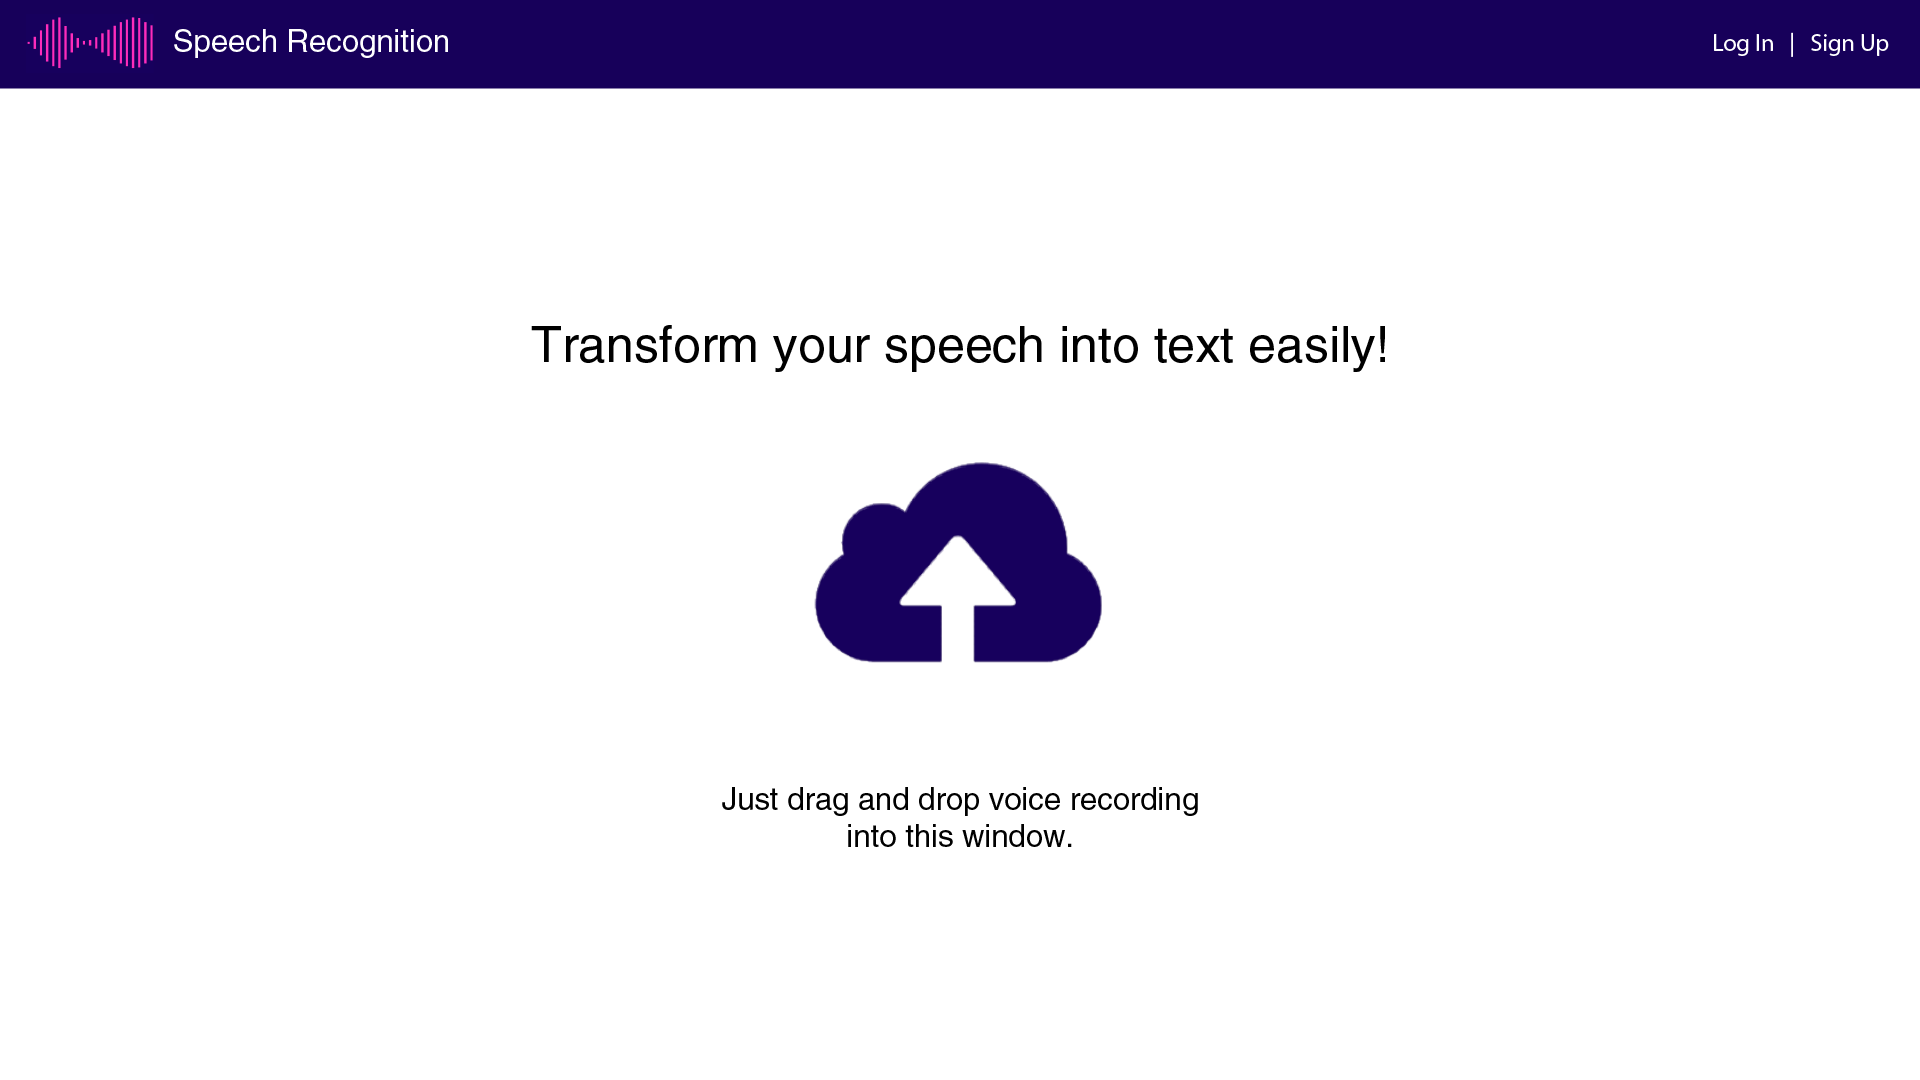 Speech Recognition
Log In | Sign Up
Transform your speech into text easily!
Just drag and drop voice recording
into this window.